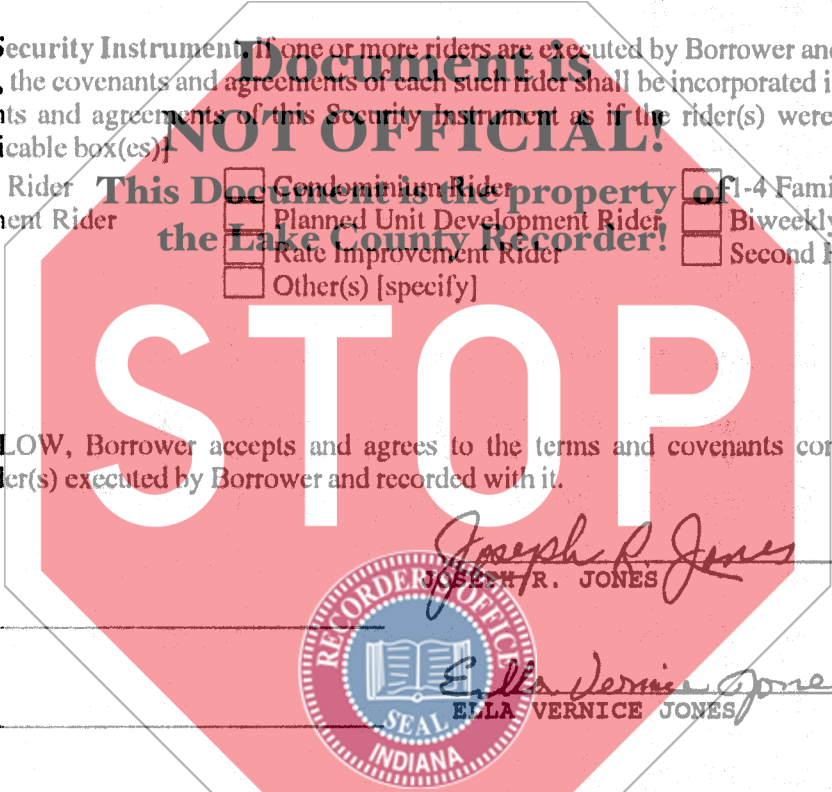 Security Instrument. If one or more riders are executed by Borrower and
Document is
, the covenants and agreements of each such rider shall be incorporated i
nts and agreements of this Security Instrument as if the rider(s) were
NOT OFFICIAL!
icable box(es)]
Rider Condominium Rider 1-4 Fami
This Document is the property of
ent Rider Planned Unit Development Rider Biweekly
the Lake County Recorder!
Rate Improvement Rider Second H
Other(s) [specify]
STOP
LOW, Borrower accepts and agrees to the terms and covenants con
er(s) executed by Borrower and recorded with it.
Joseph R. Jones
JOSEPH R. JONES
RECORDER OFFICE
SEAL
INDIANA
Ella Vernice Jone
ELLA VERNICE JONES